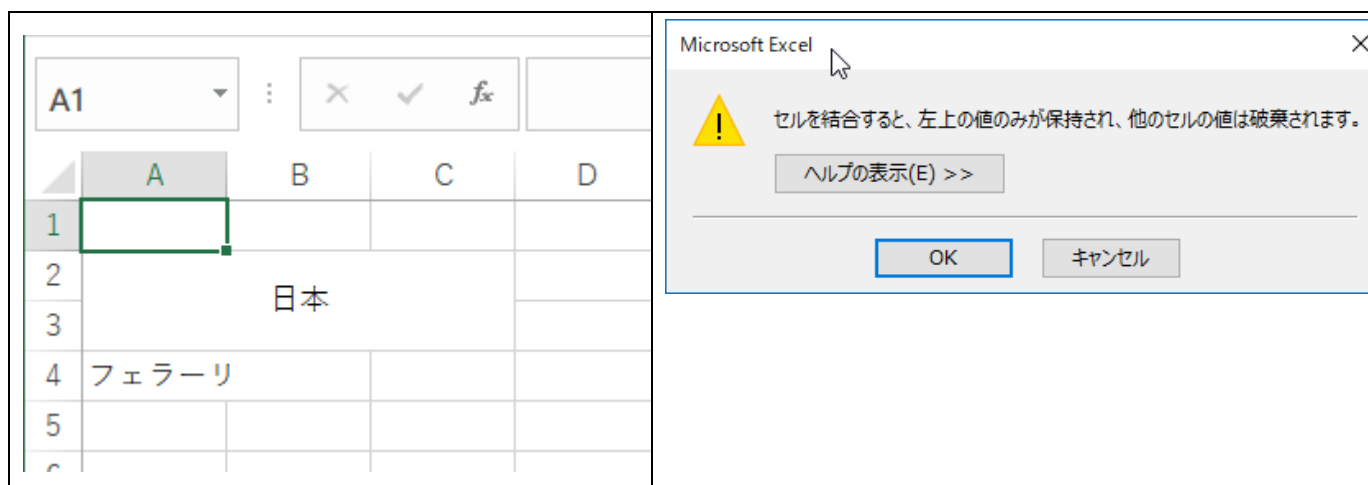 A1
fx
A B C D
1
2
日本
3
4 フェラーリ
5
Microsoft Excel
セルを結合すると、左上の値のみが保持され、他のセルの値は破棄されます。
ヘルプの表示(E) >>
OK キャンセル